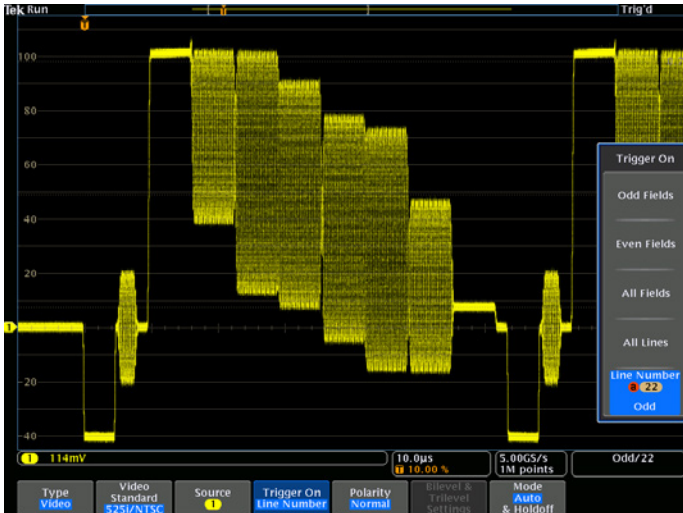 Tek Run Trig'd
T T
100
80
60
40
20
1
-20
-40
Trigger On
Odd Fields
Even Fields
All Fields
All Lines
Line Number
a 22
Odd
1 114mV 10.0µs 5.00GS/s Odd/22
T 10.00 % 1M points
Type Video
Video Standard 525i/NTSC
Source 1
Trigger On Line Number
Polarity Normal
Bilevel & Trilevel Settings
Mode Auto & Holdoff